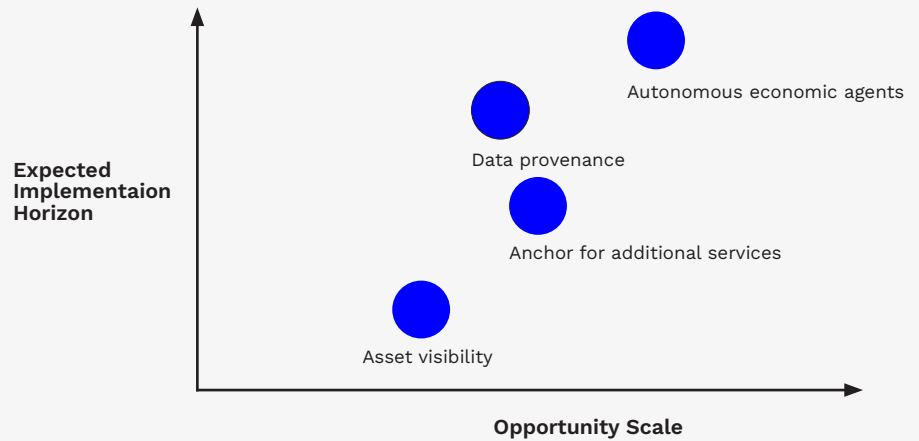 Autonomous economic agents
Data provenance
Expected
Implementaion
Horizon
Anchor for additional services
Asset visibility
Opportunity Scale